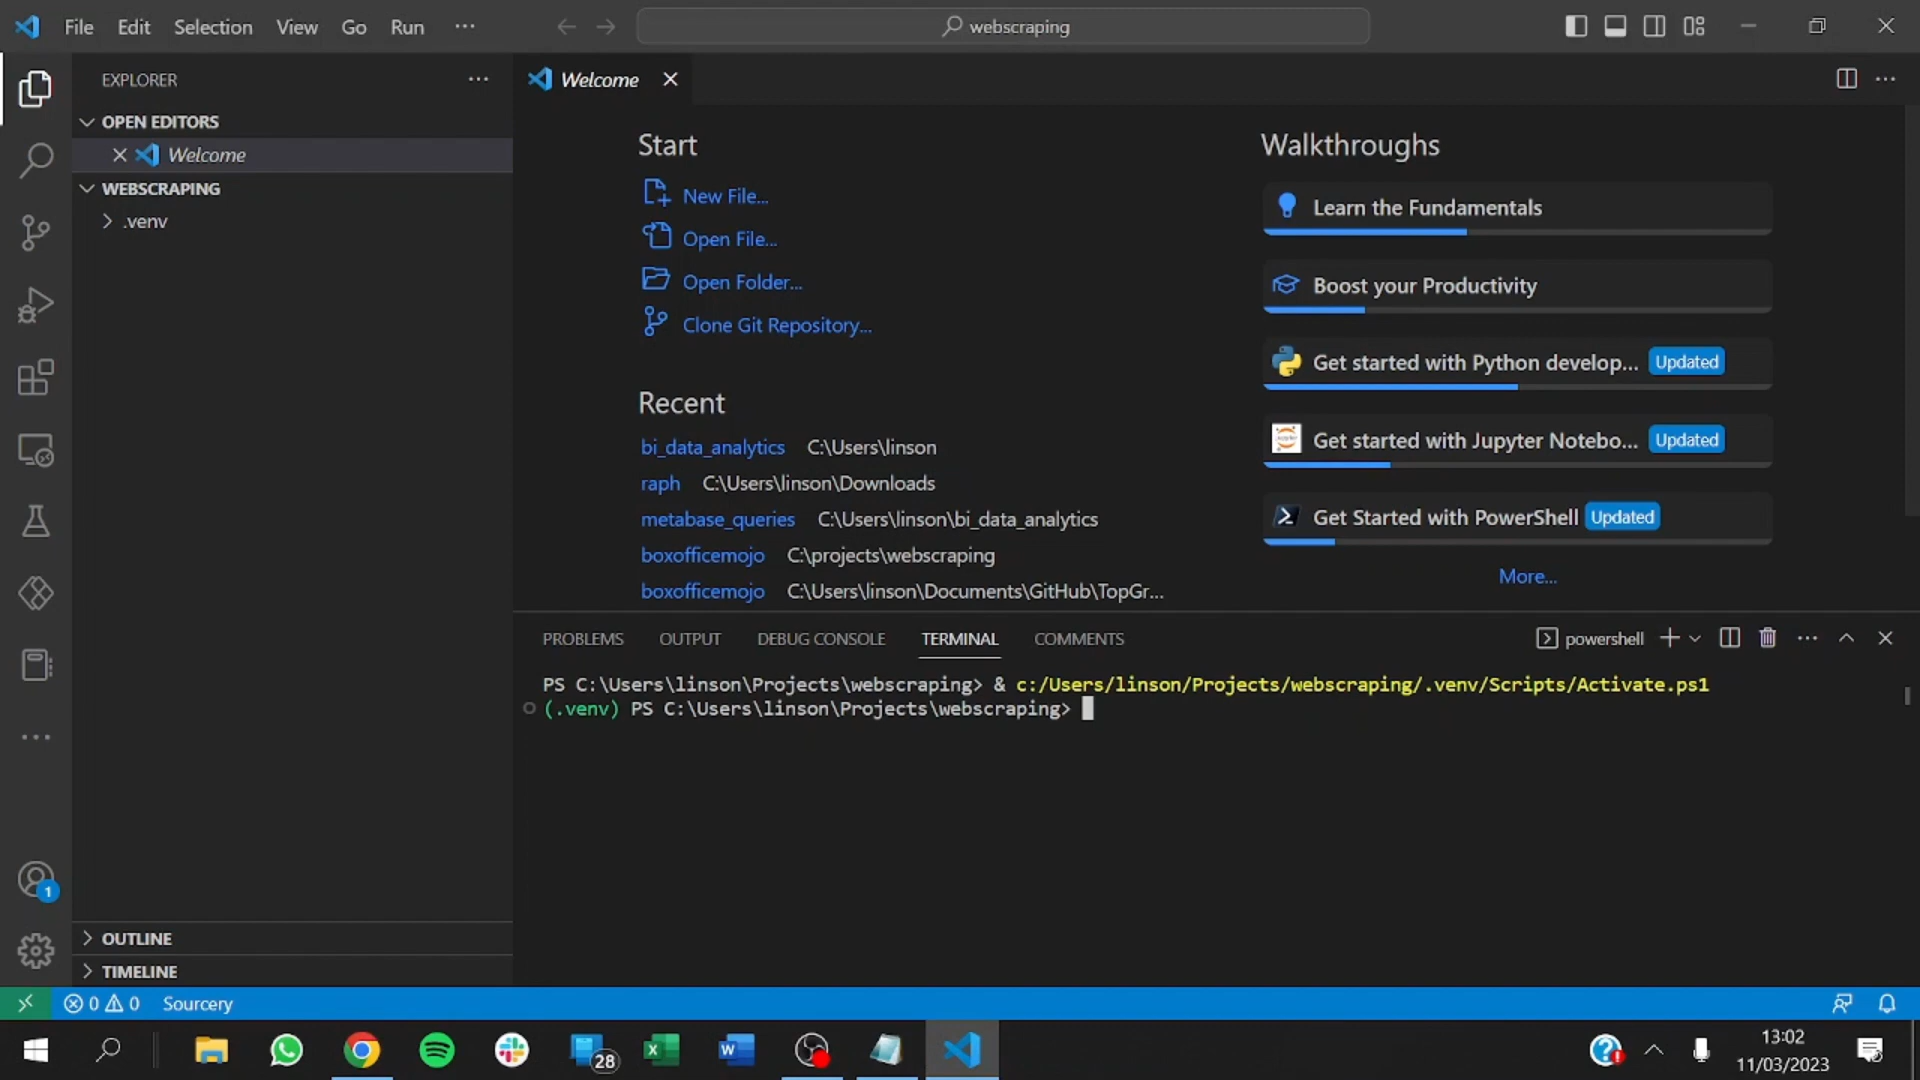 File Edit Selection View Go Run ···
webscraping
EXPLORER ···
OPEN EDITORS
Welcome
WEBSCRAPING
.venv
OUTLINE
TIMELINE
Welcome
Start
New File...
Open File...
Open Folder...
Clone Git Repository...
Recent
bi_data_analytics C:\Users\linson
raph C:\Users\linson\Downloads
metabase_queries C:\Users\linson\bi_data_analytics
boxofficemojo C:\projects\webscraping
boxofficemojo C:\Users\linson\Documents\GitHub\TopGr...
Walkthroughs
Learn the Fundamentals
Boost your Productivity
Get started with Python develop... Updated
Get started with Jupyter Notebo... Updated
Get Started with PowerShell Updated
More...
PROBLEMS OUTPUT DEBUG CONSOLE TERMINAL COMMENTS
powershell
PS C:\Users\linson\Projects\webscraping> & c:/Users/linson/Projects/webscraping/.venv/Scripts/Activate.ps1
(.venv) PS C:\Users\linson\Projects\webscraping>
1
0 0 Sourcery
28
13:02
11/03/2023